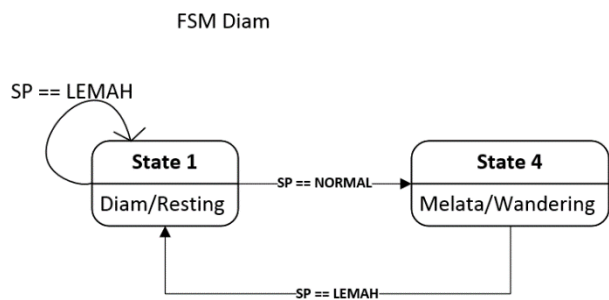 FSM Diam
SP == LEMAH
State 1
Diam/Resting
SP == NORMAL
State 4
Melata/Wandering
SP == LEMAH